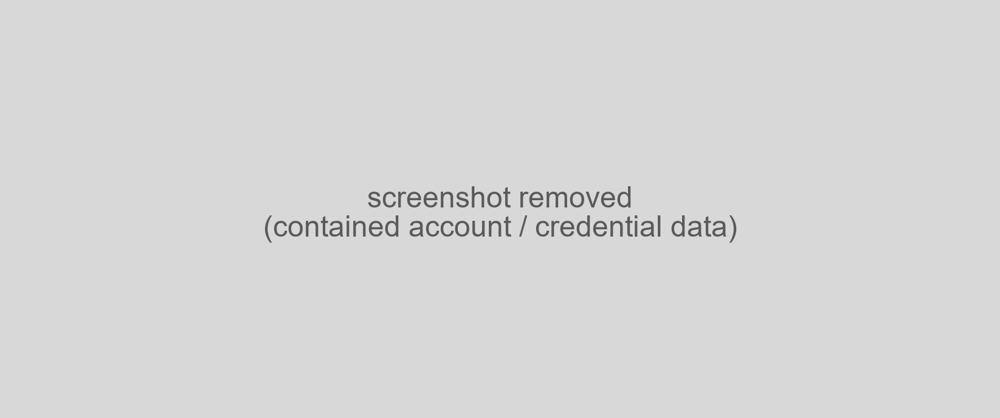 screenshot removed
(contained account / credential data)